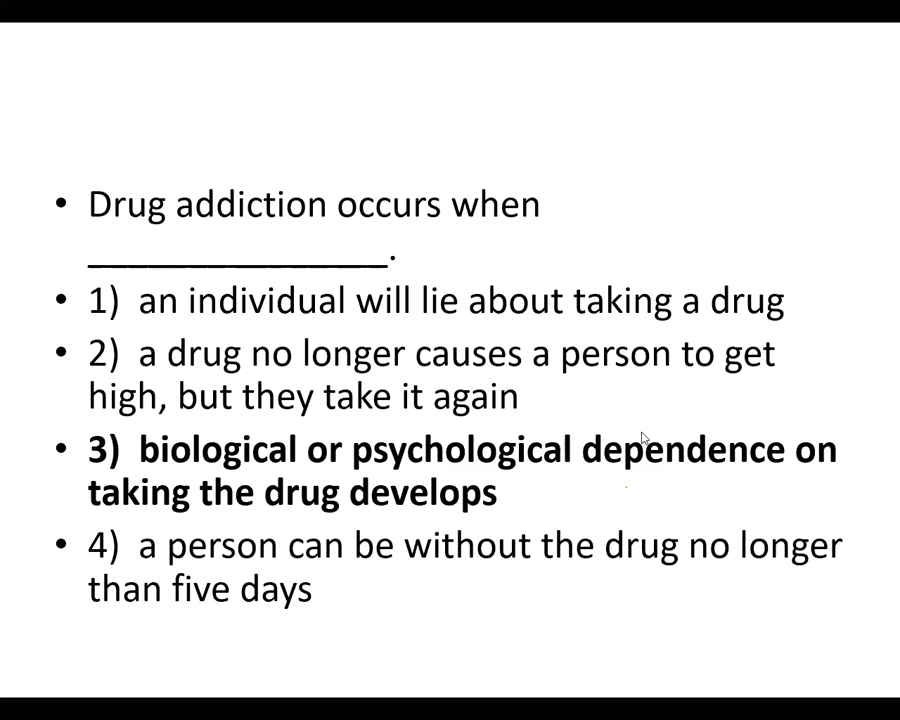 • Drug addiction occurs when
_______________.
• 1)  an individual will lie about taking a drug
• 2)  a drug no longer causes a person to get
high, but they take it again
• 3)  biological or psychological dependence on
taking the drug develops
• 4)  a person can be without the drug no longer
than five days